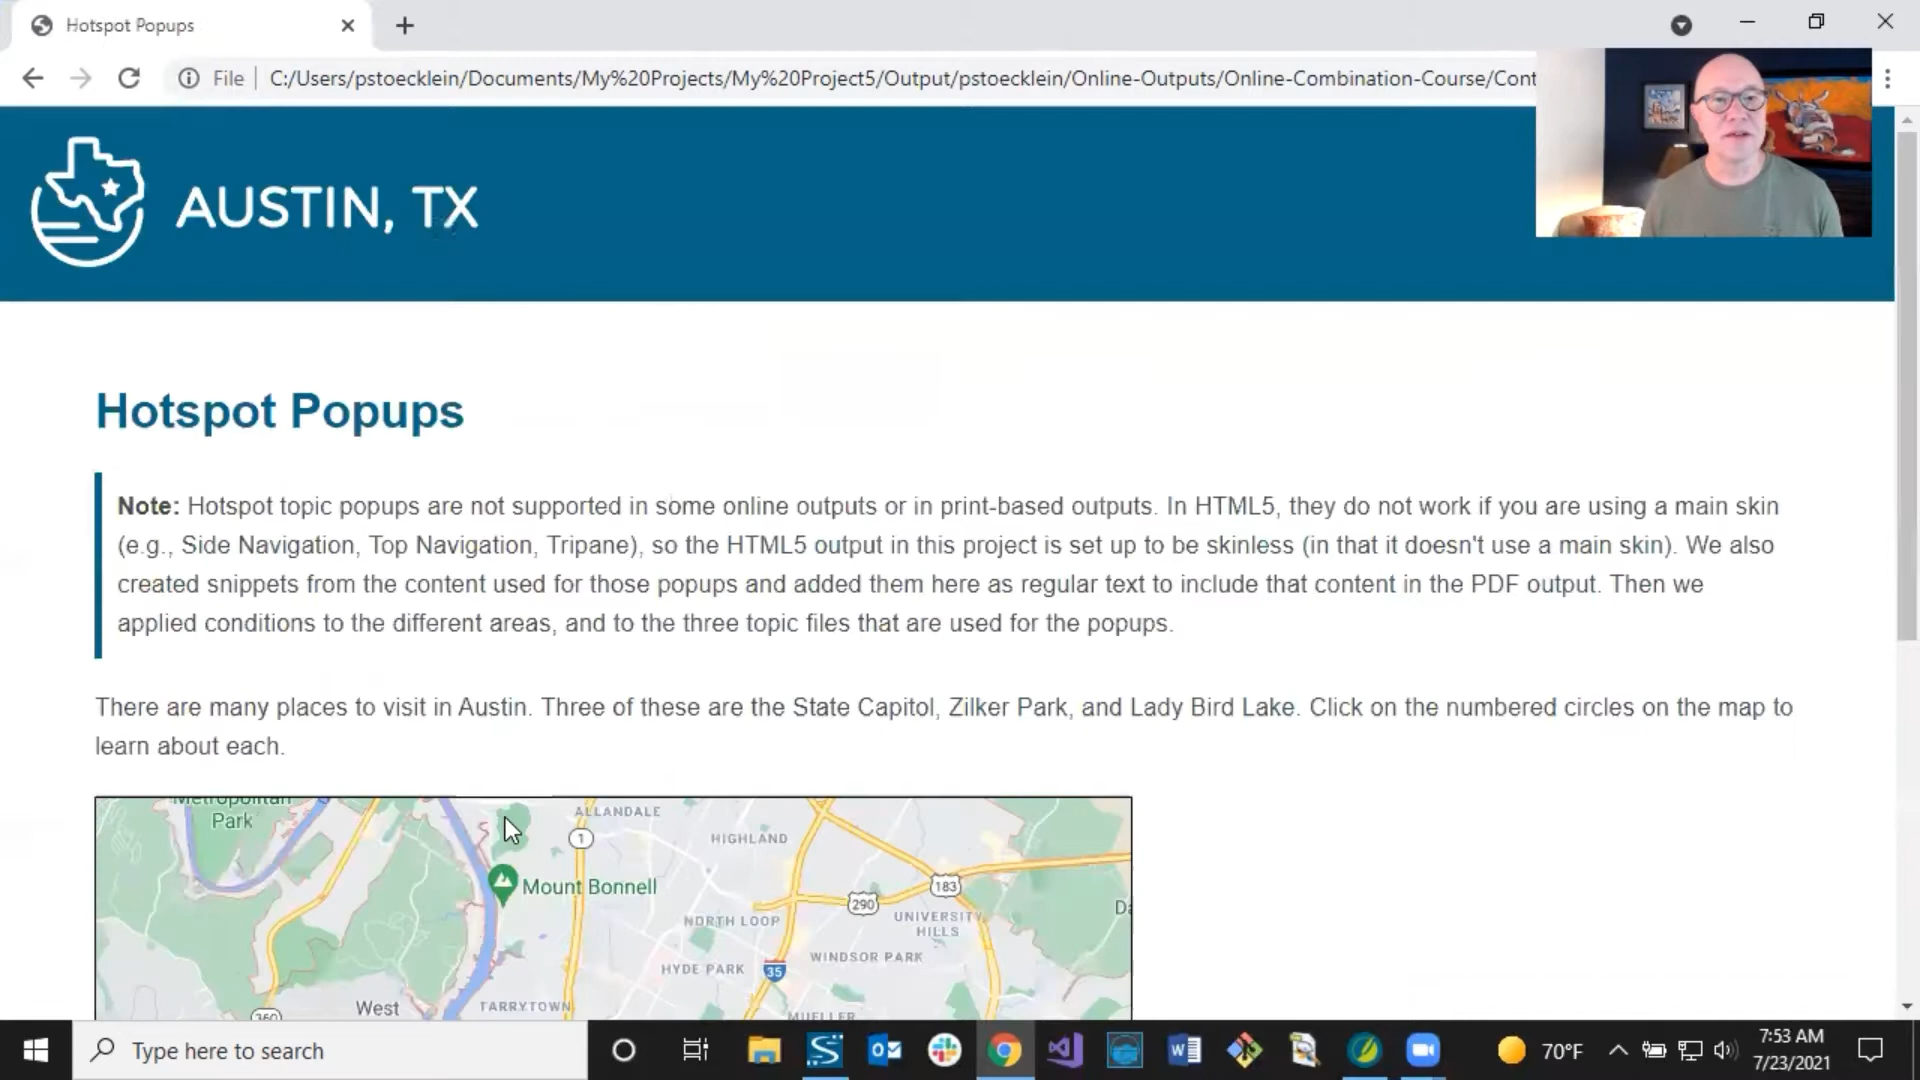 Hotspot Popups
File
C:/Users/pstoecklein/Documents/My%20Projects/My%20Project5/Output/pstoecklein/Online-Outputs/Online-Combination-Course/Cont
AUSTIN, TX
Hotspot Popups
Note: Hotspot topic popups are not supported in some online outputs or in print-based outputs. In HTML5, they do not work if you are using a main skin
(e.g., Side Navigation, Top Navigation, Tripane), so the HTML5 output in this project is set up to be skinless (in that it doesn't use a main skin). We also
created snippets from the content used for those popups and added them here as regular text to include that content in the PDF output. Then we
applied conditions to the different areas, and to the three topic files that are used for the popups.
There are many places to visit in Austin. Three of these are the State Capitol, Zilker Park, and Lady Bird Lake. Click on the numbered circles on the map to
learn about each.
Metropolitan
Park
ALLANDALE
1
HIGHLAND
Mount Bonnell
183
290
Da
NORTH LOOP
UNIVERSITY
HILLS
WINDSOR PARK
HYDE PARK
35
West
TARRYTOWN
360
MUELLER
Type here to search
70°F
7:53 AM
7/23/2021